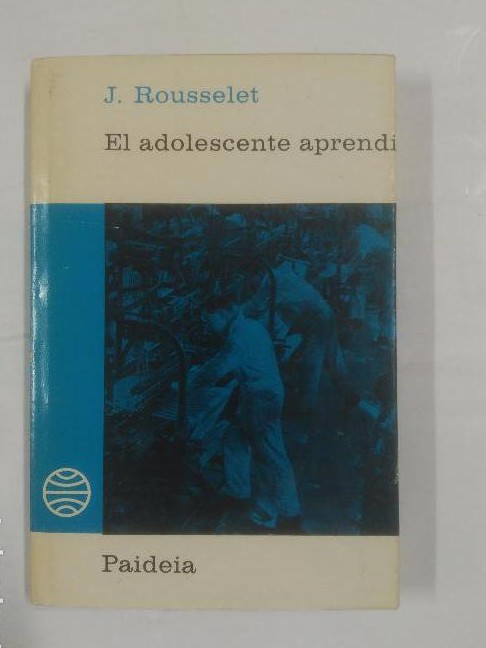 J. Rousselet
El adolescente aprendi
Paideia